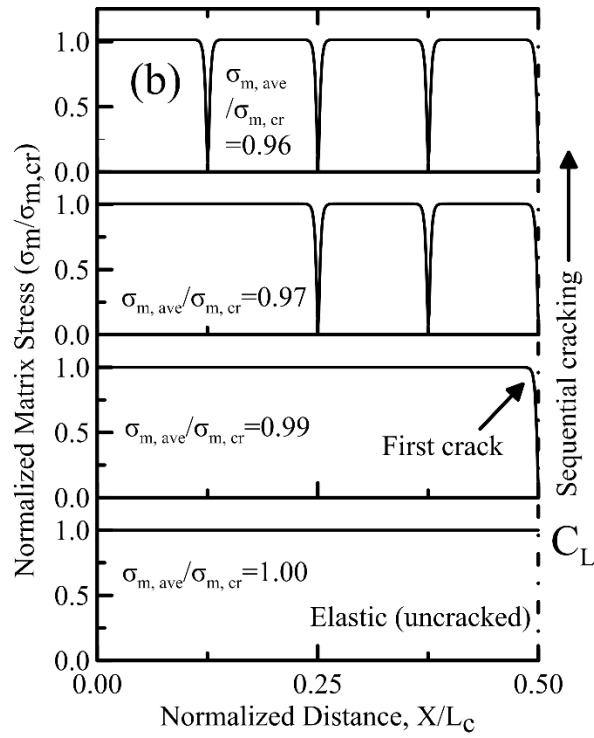 Normalized Matrix Stress (σm/σm,cr)
1.0
0.5
0.0
(b)
σm, ave
/σm, cr
=0.96
1.0
0.5
0.0
σm, ave/σm, cr=0.97
1.0
0.5
0.0
σm, ave/σm, cr=0.99
First crack
1.0
0.5
0.0
σm, ave/σm, cr=1.00
Elastic (uncracked)
0.00
0.25
0.50
Normalized Distance, X/Lc
Sequential cracking
CL